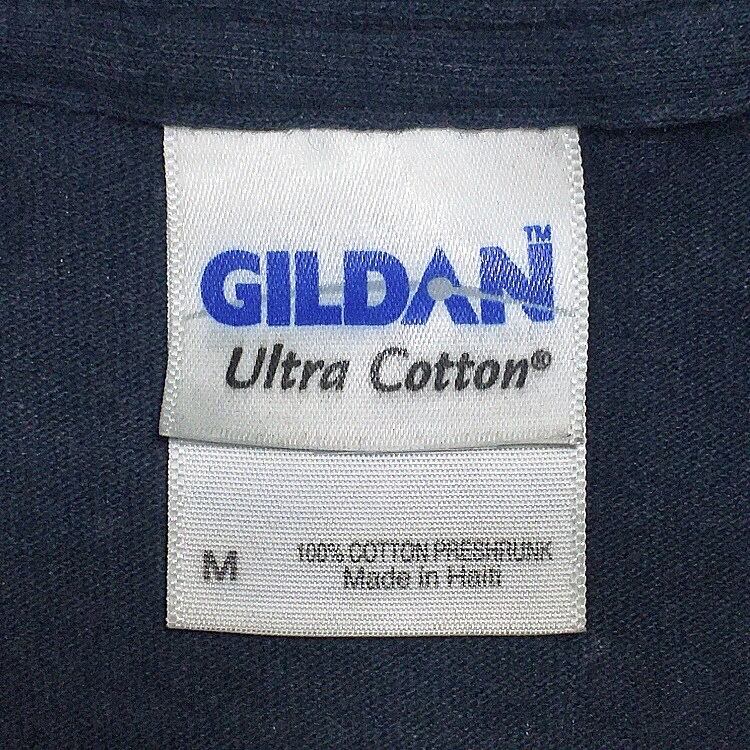 GILDAN™
Ultra Cotton®
M 100% COTTON PRESHRUNK
Made in Haiti